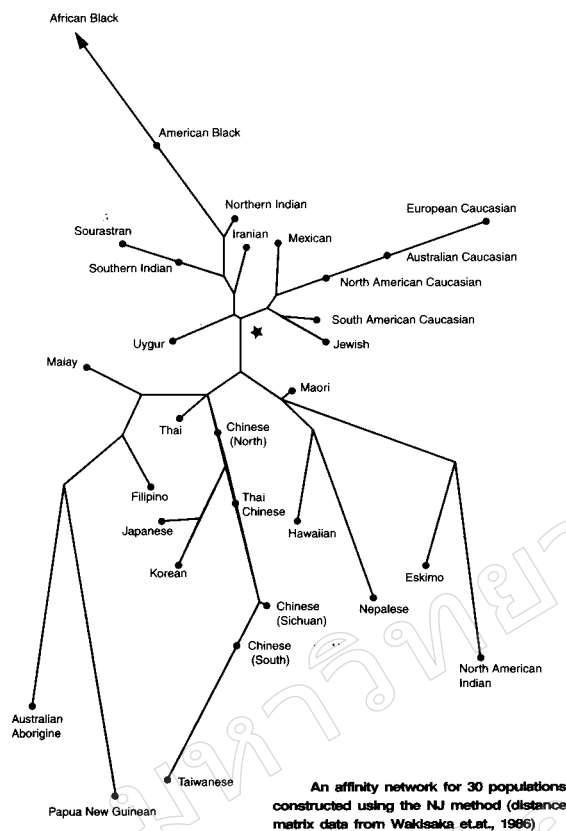 African Black
American Black
Northern Indian
European Caucasian
Sourastran
Iranian
Mexican
Australian Caucasian
Southern Indian
North American Caucasian
South American Caucasian
Uygur
Jewish
Malay
Maori
Thai
Chinese
(North)
Filipino
Thai
Chinese
Japanese
Hawaiian
Korean
Eskimo
Chinese
(Sichuan)
Nepalese
Chinese
(South)
North American
Indian
Australian
Aborigine
Taiwanese
Papua New Guinean
An affinity network for 30 populations
constructed using the NJ method (distance
matrix data from Wakisaka et.at., 1986)